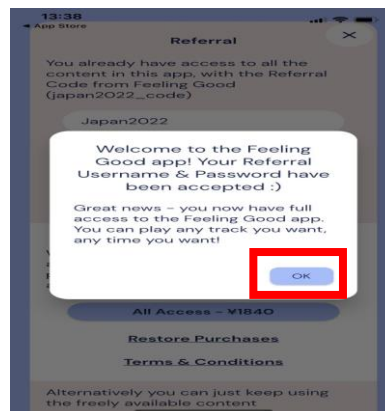 13:38
App Store
Referral
You already have access to all the
content in this app, with the Referral
Code from Feeling Good
(japan2022_code)
Japan2022
Welcome to the Feeling
Good app! Your Referral
Username & Password have
been accepted :)
Great news – you now have full
access to the Feeling Good app.
You can play any track you want,
any time you want!
OK
All Access – ¥1840
Restore Purchases
Terms & Conditions
Alternatively you can just keep using
the freely available content